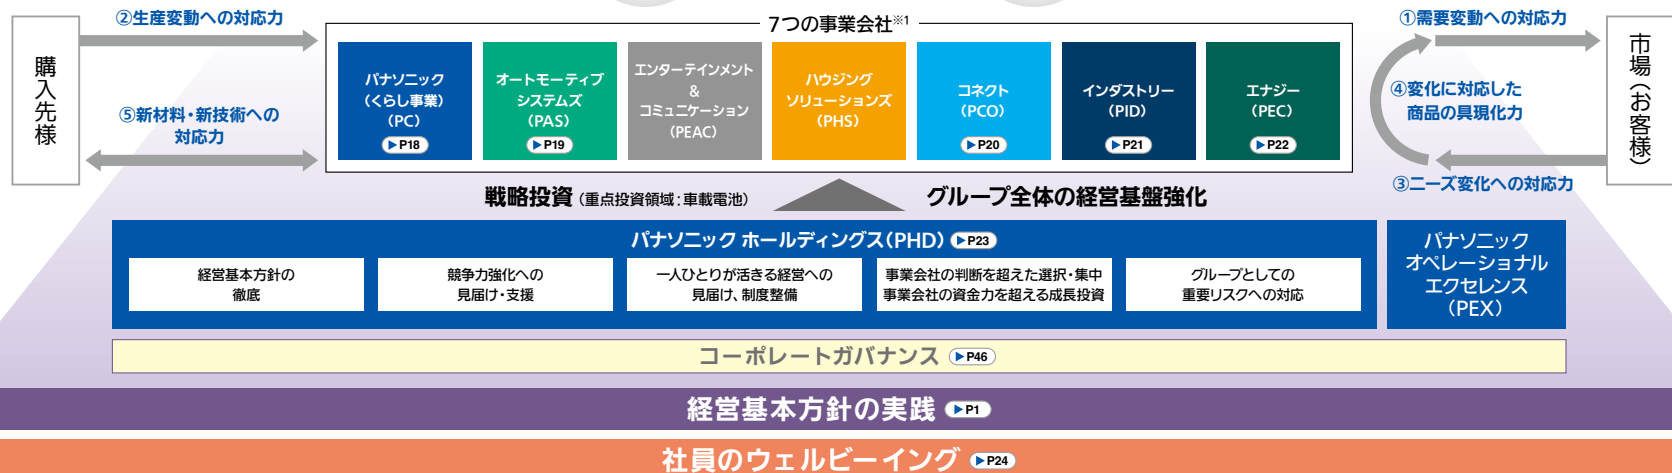 ②生産変動への対応力
購入先様
⑤新材料・新技術への
対応力
7つの事業会社※1
パナソニック
(くらし事業)
(PC)
▶P18
オートモーティブ
システムズ
(PAS)
▶P19
エンターテインメント
&
コミュニケーション
(PEAC)
ハウジング
ソリューションズ
(PHS)
コネクト
(PCO)
▶P20
インダストリー
(PID)
▶P21
エナジー
(PEC)
▶P22
①需要変動への対応力
④変化に対応した
商品の具現化力
③ニーズ変化への対応力
市場(お客様)
戦略投資(重点投資領域:車載電池)
グループ全体の経営基盤強化
パナソニック ホールディングス(PHD) ▶P23
経営基本方針の
徹底
競争力強化への
見届け・支援
一人ひとりが活きる経営への
見届け、制度整備
事業会社の判断を超えた選択・集中
事業会社の資金力を超える成長投資
グループとしての
重要リスクへの対応
パナソニック
オペレーショナル
エクセレンス
(PEX)
コーポレートガバナンス ▶P46
経営基本方針の実践 ▶P1
社員のウェルビーイング ▶P24